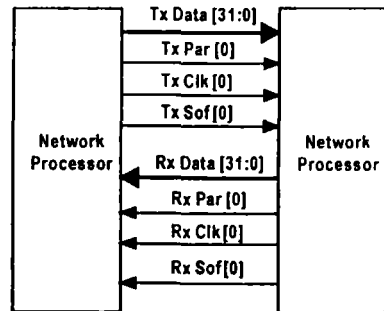 Tx Data [31:0]
Tx Par [0]
Tx Clk [0]
Tx Sof [0]
Network
Processor
Network
Processor
Rx Data [31:0]
Rx Par [0]
Rx Clk [0]
Rx Sof [0]